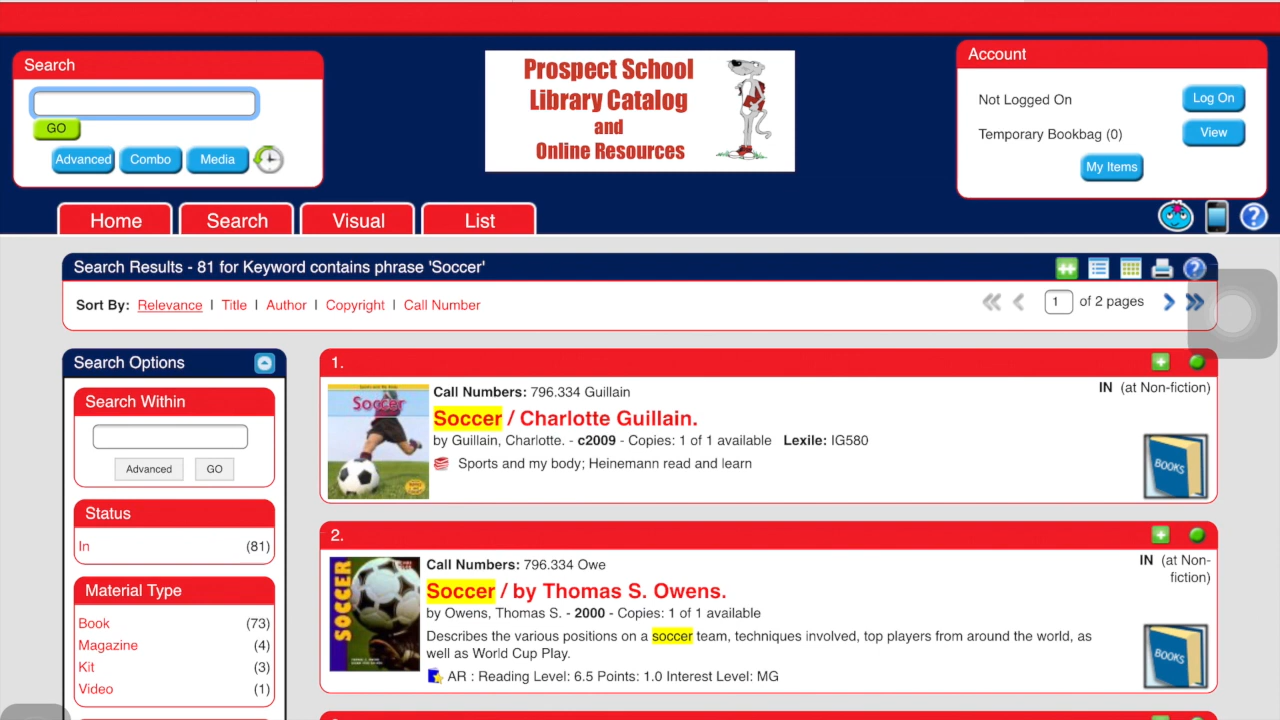 Search
Account
Prospect School
Library Catalog
and
Online Resources
GO
Advanced Combo Media
Not Logged On Log On
Temporary Bookbag (0) View
My Items
Home Search Visual List
Search Results - 81 for Keyword contains phrase 'Soccer'
Sort By: Relevance | Title | Author | Copyright | Call Number
1 of 2 pages
Search Options
Search Within
Advanced GO
Status
In (81)
Material Type
Book (73)
Magazine (4)
Kit (3)
Video (1)
1.
Soccer
Call Numbers: 796.334 Guillain
Soccer / Charlotte Guillain.
by Guillain, Charlotte. - c2009 - Copies: 1 of 1 available Lexile: IG580
Sports and my body; Heinemann read and learn
IN (at Non-fiction)
BOOKS
2.
SOCCER
Call Numbers: 796.334 Owe
Soccer / by Thomas S. Owens.
by Owens, Thomas S. - 2000 - Copies: 1 of 1 available
Describes the various positions on a soccer team, techniques involved, top players from around the world, as
well as World Cup Play.
AR : Reading Level: 6.5 Points: 1.0 Interest Level: MG
IN (at Non-
fiction)
BOOKS